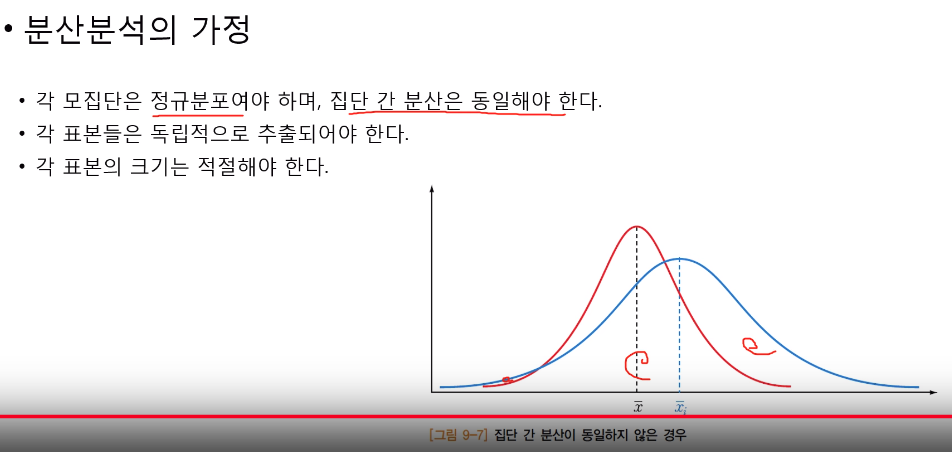 • 분산분석의 가정
• 각 모집단은 정규분포여야 하며, 집단 간 분산은 동일해야 한다.
• 각 표본들은 독립적으로 추출되어야 한다.
• 각 표본의 크기는 적절해야 한다.
x̅ x̅ᵢ
[그림 9-7] 집단 간 분산이 동일하지 않은 경우